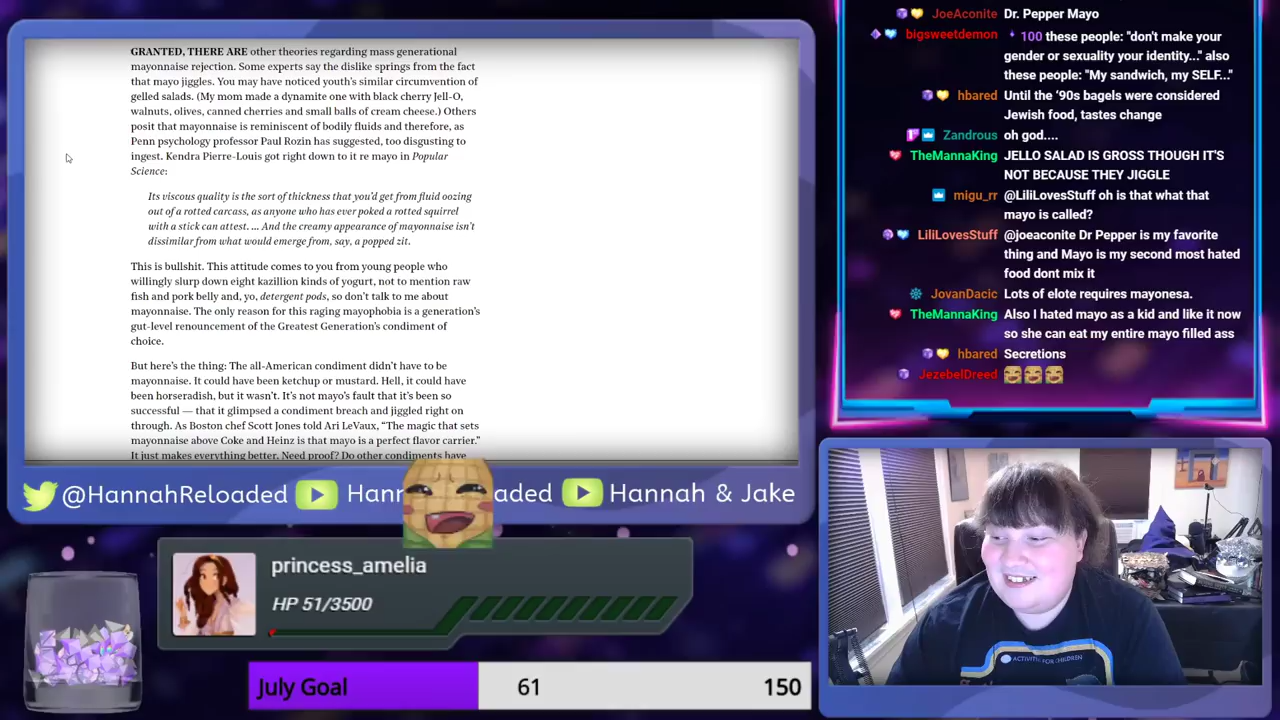 GRANTED, THERE ARE other theories regarding mass generational
mayonnaise rejection. Some experts say the dislike springs from the fact
that mayo jiggles. You may have noticed youth's similar circumvention of
gelled salads. (My mom made a dynamite one with black cherry Jell-O,
walnuts, olives, canned cherries and small balls of cream cheese.) Others
posit that mayonnaise is reminiscent of bodily fluids and therefore, as
Penn psychology professor Paul Rozin has suggested, too disgusting to
ingest. Kendra Pierre-Louis got right down to it re mayo in Popular
Science:
Its viscous quality is the sort of thickness that you'd get from fluid oozing
out of a rotted carcass, as anyone who has ever poked a rotted squirrel
with a stick can attest. ... And the creamy appearance of mayonnaise isn't
dissimilar from what would emerge from, say, a popped zit.
This is bullshit. This attitude comes to you from young people who
willingly slurp down eight kazillion kinds of yogurt, not to mention raw
fish and pork belly and, yo, detergent pods, so don't talk to me about
mayonnaise. The only reason for this raging mayophobia is a generation's
gut-level renouncement of the Greatest Generation's condiment of
choice.
But here's the thing: The all-American condiment didn't have to be
mayonnaise. It could have been ketchup or mustard. Hell, it could have
been horseradish, but it wasn't. It's not mayo's fault that it's been so
successful — that it glimpsed a condiment breach and jiggled right on
through. As Boston chef Scott Jones told Ari LeVaux, "The magic that sets
mayonnaise above Coke and Heinz is that mayo is a perfect flavor carrier."
It just makes everything better. Need proof? Do other condiments have
@HannahReloaded Hann aded Hannah & Jake
princess_amelia
HP 51/3500
July Goal 61 150
JoeAconite Dr. Pepper Mayo
bigsweetdemon 100 these people: "don't make your
gender or sexuality your identity..." also
these people: "My sandwich, my SELF..."
hbared Until the '90s bagels were considered
Jewish food, tastes change
Zandrous oh god....
TheMannaKing JELLO SALAD IS GROSS THOUGH IT'S
NOT BECAUSE THEY JIGGLE
migu_rr @LiliLovesStuff oh is that what that
mayo is called?
LiliLovesStuff @joeaconite Dr Pepper is my favorite
thing and Mayo is my second most hated
food dont mix it
JovanDacic Lots of elote requires mayonesa.
TheMannaKing Also I hated mayo as a kid and like it now
so she can eat my entire mayo filled ass
hbared Secretions
JezebelDreed
ACTIVITIES FOR CHILDREN